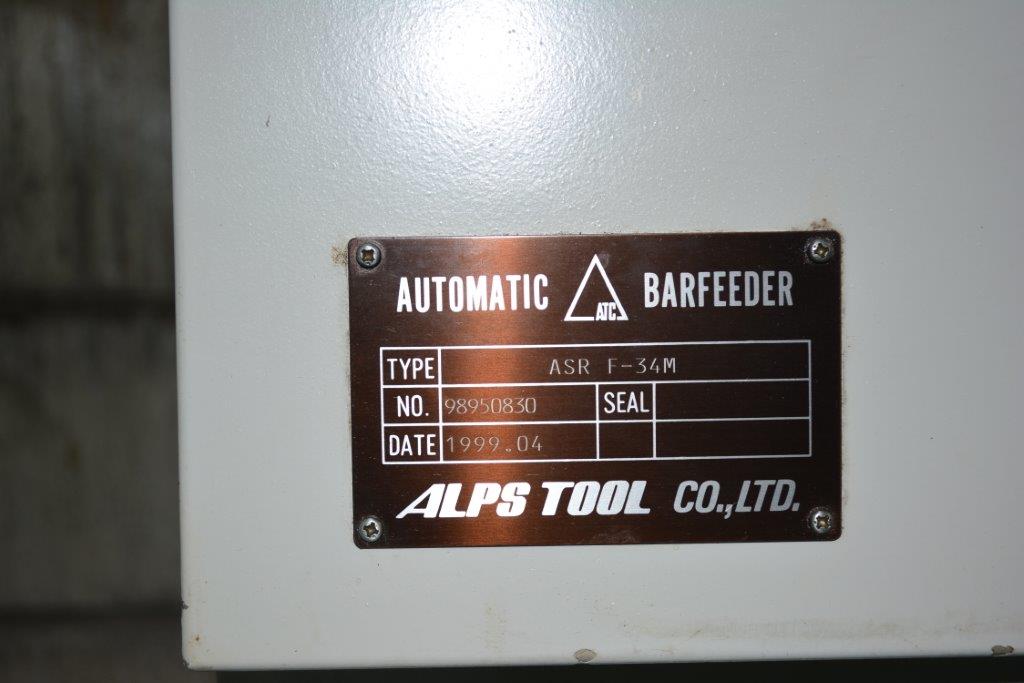 AUTOMATIC ATC BARFEEDER
TYPE ASR F-34M
NO. 98950830 SEAL
DATE 1999.04
ALPS TOOL CO.,LTD.